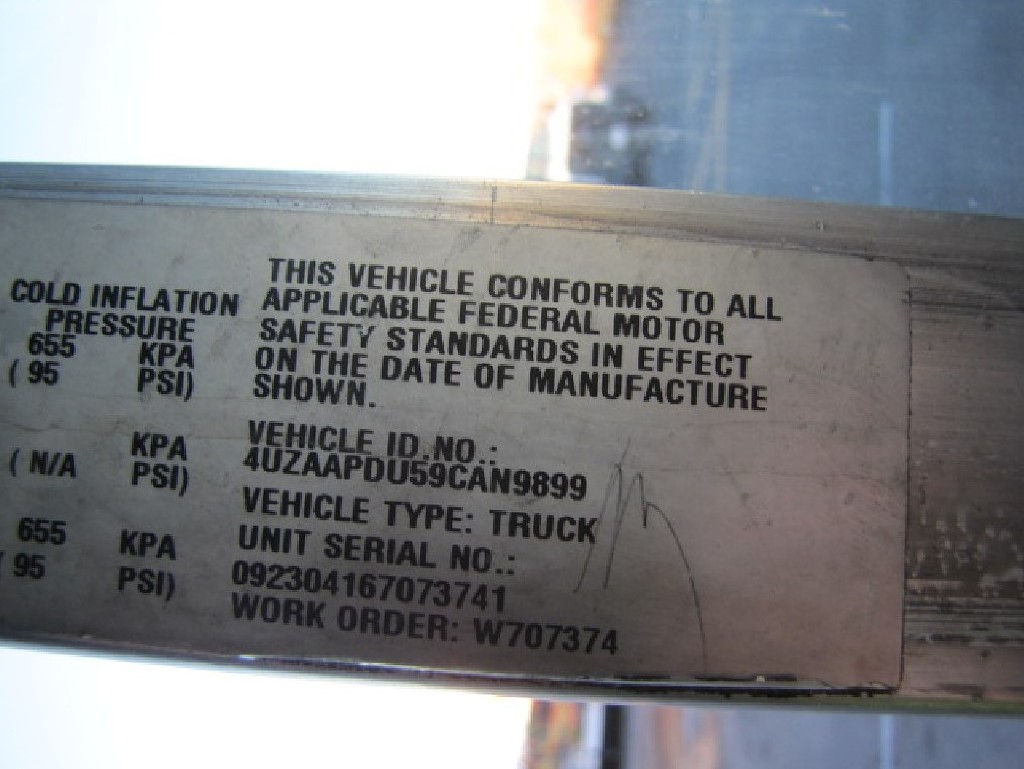 COLD INFLATION
PRESSURE
655 KPA
( 95 PSI)
KPA
( N/A PSI)
655 KPA
( 95 PSI)
THIS VEHICLE CONFORMS TO ALL
APPLICABLE FEDERAL MOTOR
SAFETY STANDARDS IN EFFECT
ON THE DATE OF MANUFACTURE
SHOWN.
VEHICLE ID.NO.:
4UZAAPDU59CAN9899
VEHICLE TYPE: TRUCK
UNIT SERIAL NO.:
092304167073741
WORK ORDER: W707374